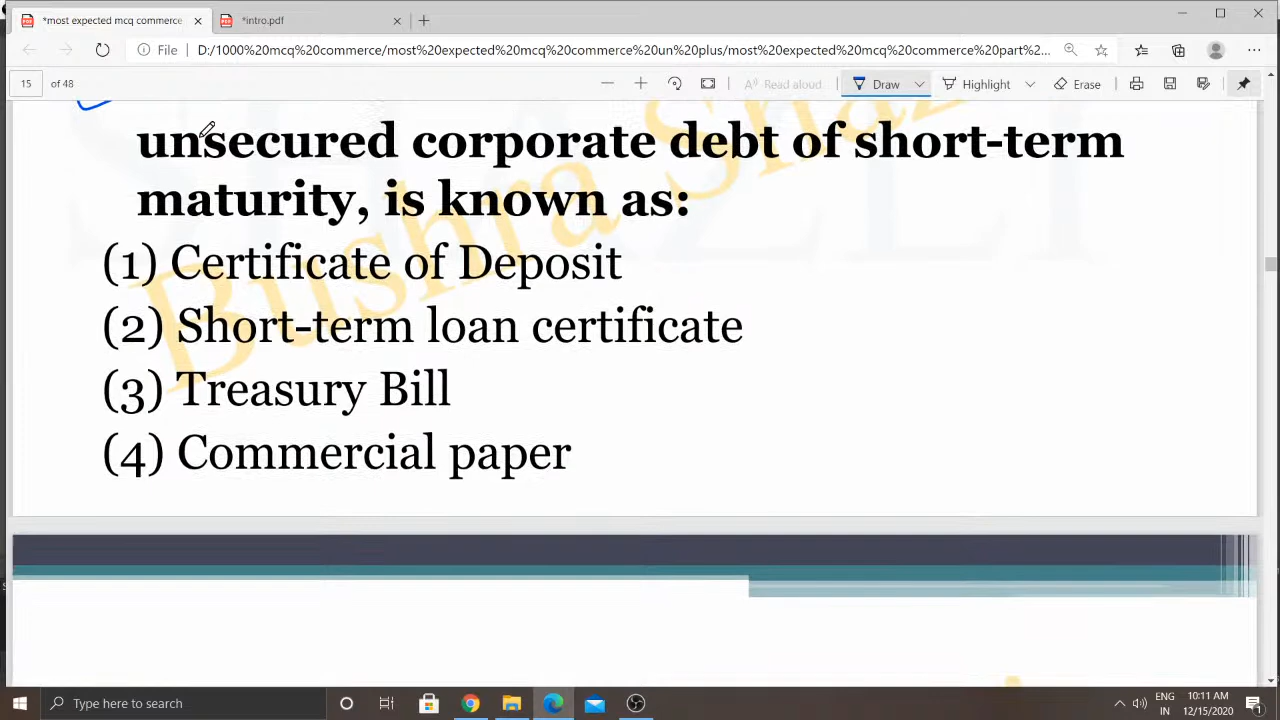 *most expected mcq commerce
*intro.pdf
File
D:/1000%20mcq%20commerce/most%20expected%20mcq%20commerce%20un%20plus/most%20expected%20mcq%20commerce%20part%...
15 of 48
Read aloud
Draw
Highlight
Erase
unsecured corporate debt of short-term
maturity, is known as:
(1) Certificate of Deposit
(2) Short-term loan certificate
(3) Treasury Bill
(4) Commercial paper
Bushra Shaz
Type here to search
ENG
IN
10:11 AM
12/15/2020